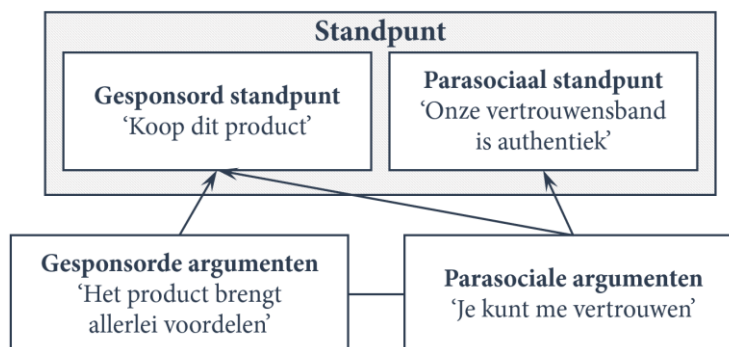 Standpunt
Gesponsord standpunt
‘Koop dit product’
Parasociaal standpunt
‘Onze vertrouwensband
is authentiek’
Gesponsorde argumenten
‘Het product brengt
allerlei voordelen’
Parasociale argumenten
‘Je kunt me vertrouwen’